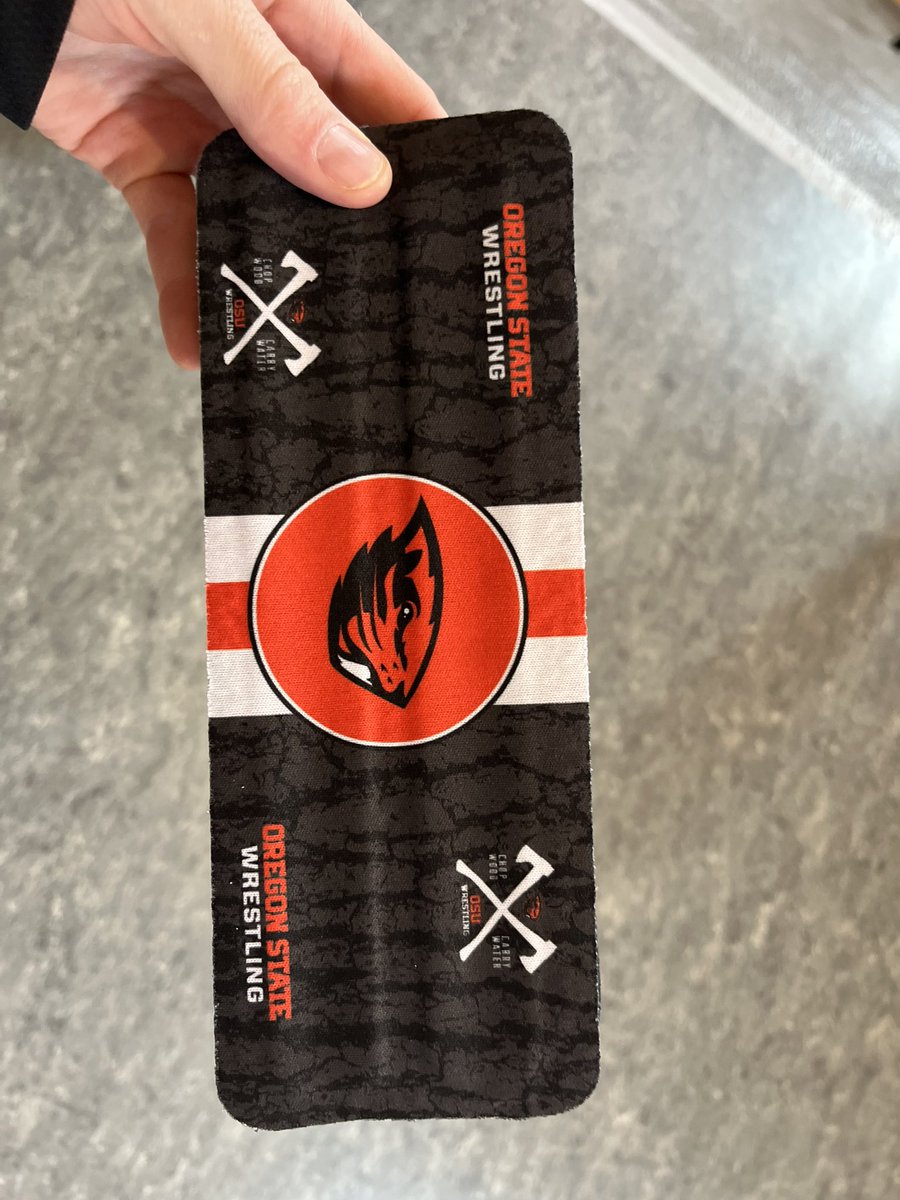 OREGON STATE
WRESTLING
CHOP
WOOD
CARRY
WATER
OSU
WRESTLING
OREGON STATE
WRESTLING
CHOP
WOOD
CARRY
WATER
OSU
WRESTLING